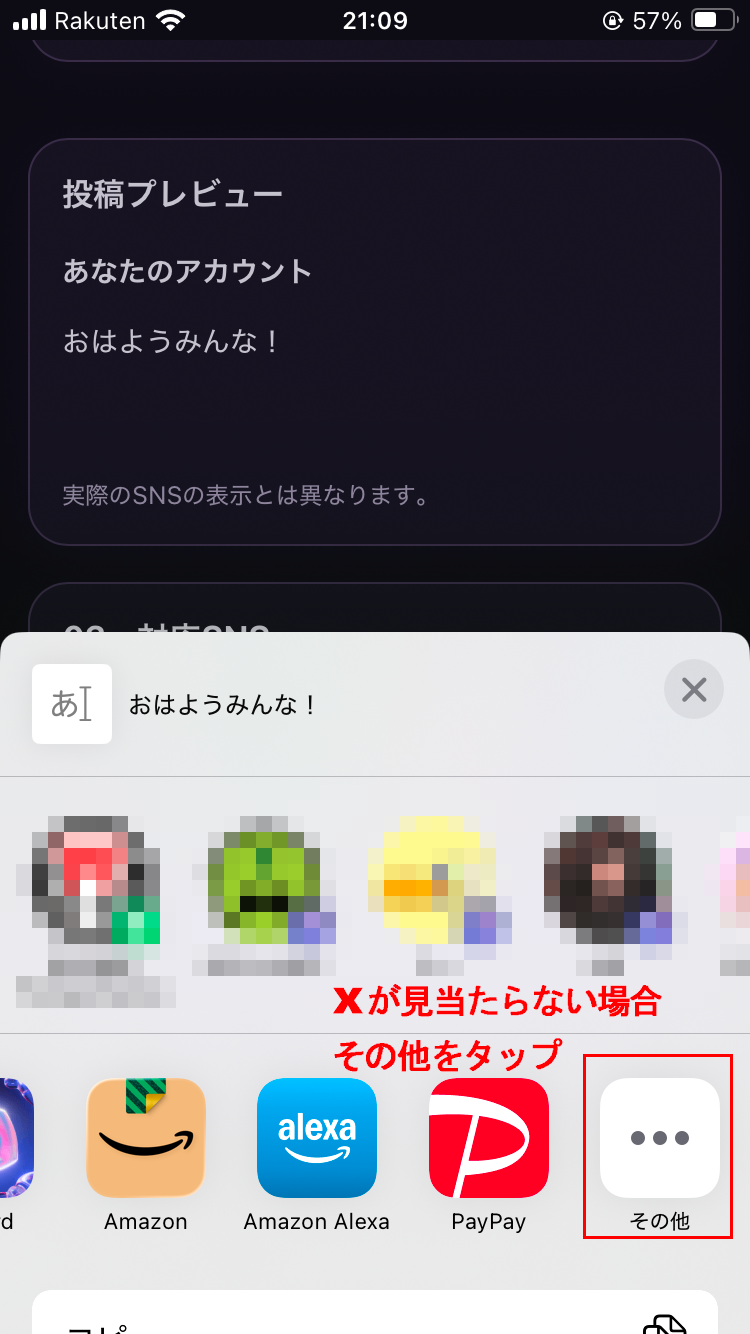 Rakuten 21:09 57%
投稿プレビュー
あなたのアカウント
おはようみんな！
実際のSNSの表示とは異なります。
あ おはようみんな！
Xが見当たらない場合
その他をタップ
alexa
Amazon Amazon Alexa PayPay その他